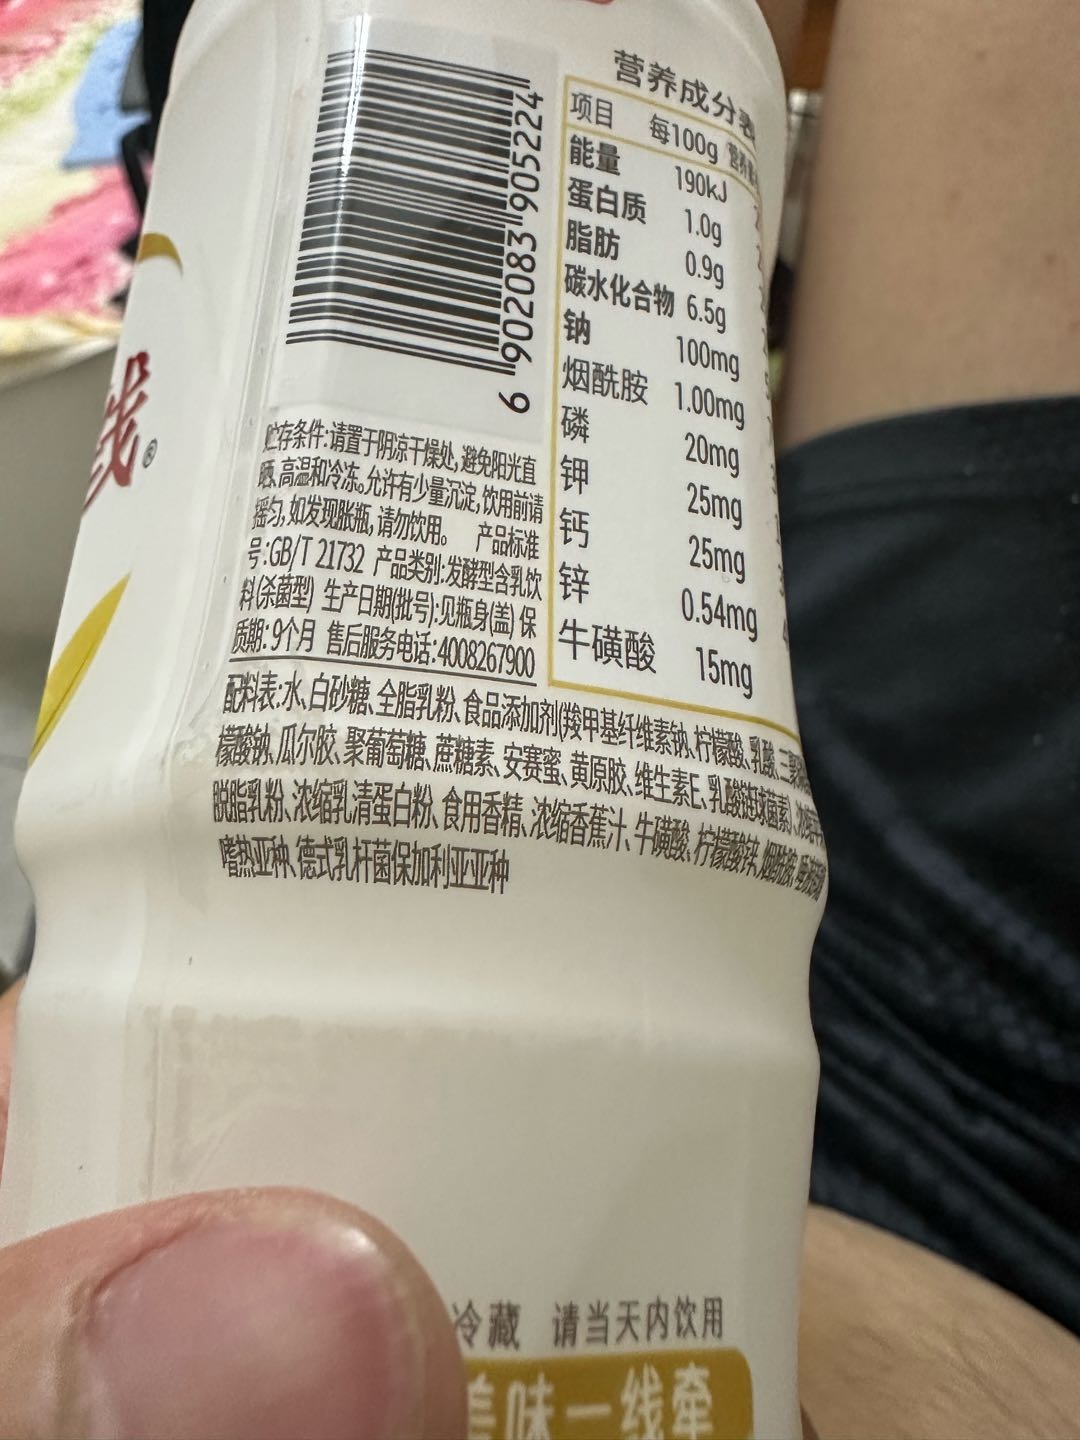 线®
6 902083 905224
营养成分表
项目 每100g
能量 190kJ
蛋白质 1.0g
脂肪 0.9g
碳水化合物 6.5g
钠 100mg
烟酰胺 1.00mg
磷 20mg
钾 25mg
钙 25mg
锌 0.54mg
牛磺酸 15mg
贮存条件:请置于阴凉干燥处,避免阳光直
晒、高温和冷冻。允许有少量沉淀,饮用前请
摇匀,如发现胀瓶,请勿饮用。 产品标准
号:GB/T 21732 产品类别:发酵型含乳饮
料(杀菌型) 生产日期(批号):见瓶身(盖) 保
质期: 9个月 售后服务电话:4008267900
配料表:水、白砂糖、全脂乳粉、食品添加剂(羧甲基纤维素钠、柠檬酸、乳酸、三聚
檬酸钠、瓜尔胶、聚葡萄糖、蔗糖素、安赛蜜、黄原胶、维生素E、乳酸链球菌素)、浓缩
脱脂乳粉、浓缩乳清蛋白粉、食用香精、浓缩香蕉汁、牛磺酸、柠檬酸锌、烟酰胺、
嗜热亚种、德式乳杆菌保加利亚亚种
冷藏 请当天内饮用
美味一线牵